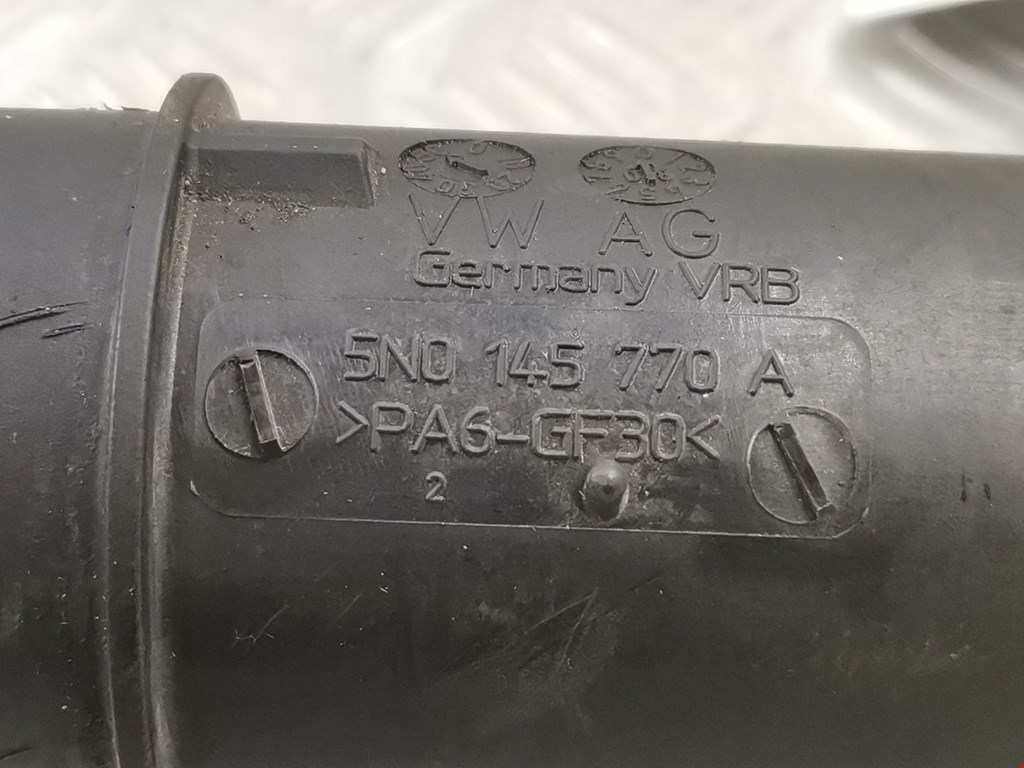 VW AG
Germany VRB
5N0 145 770 A
>PA6-GF30<
2